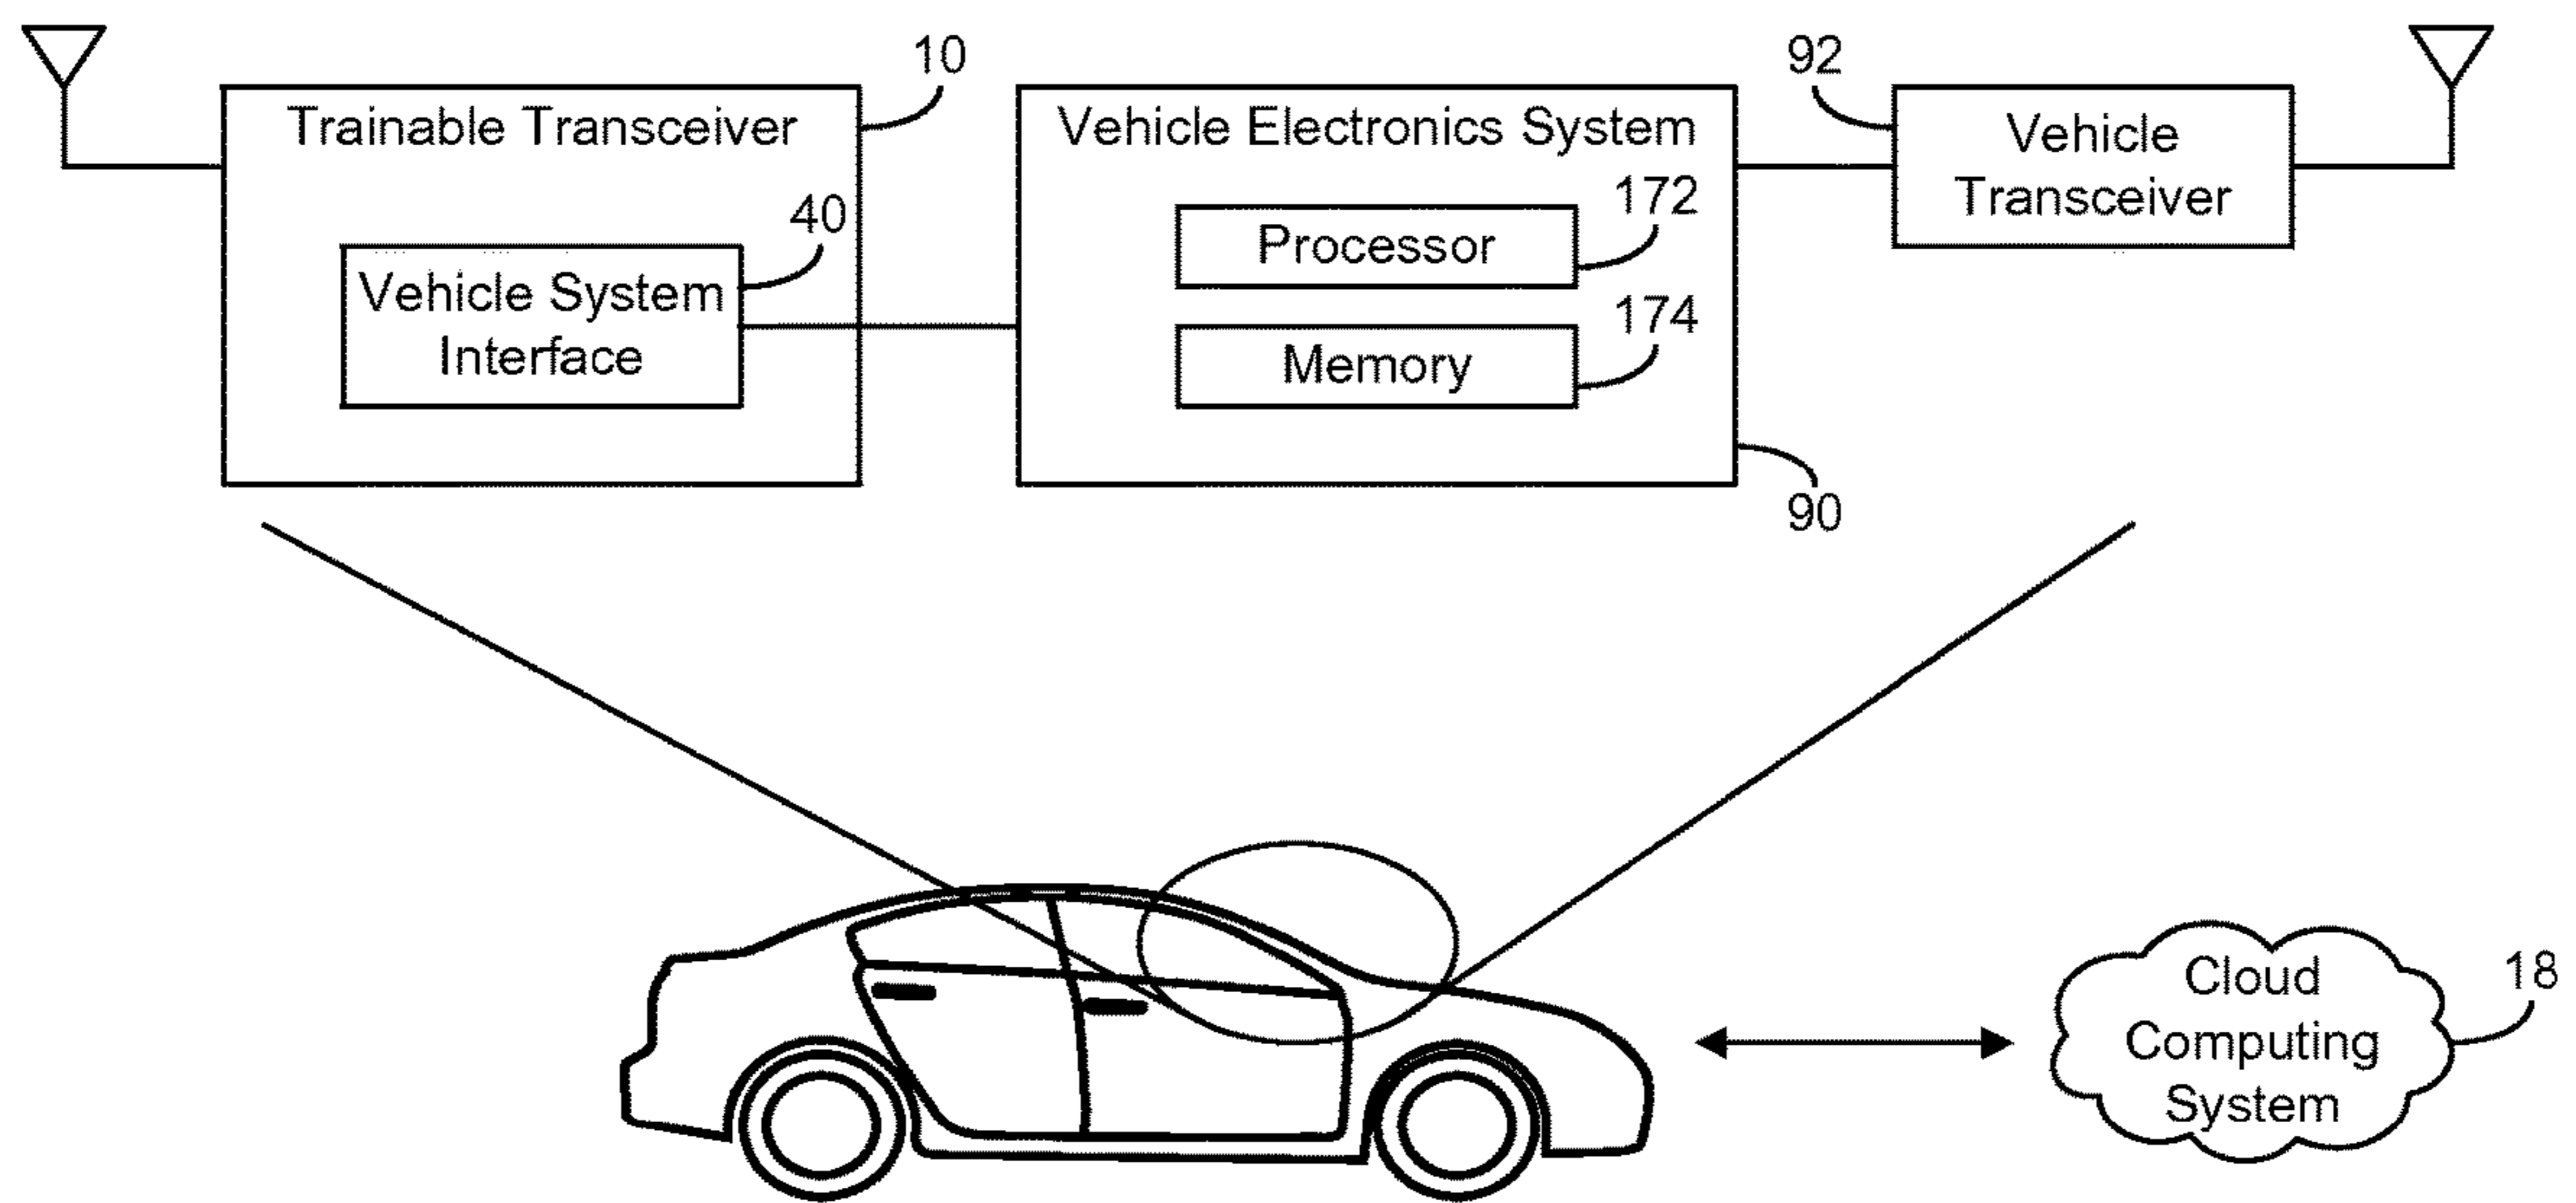 10
Trainable Transceiver
40
Vehicle System
Interface
Vehicle Electronics System
172
Processor
174
Memory
90
92
Vehicle
Transceiver
Cloud
Computing
System
18